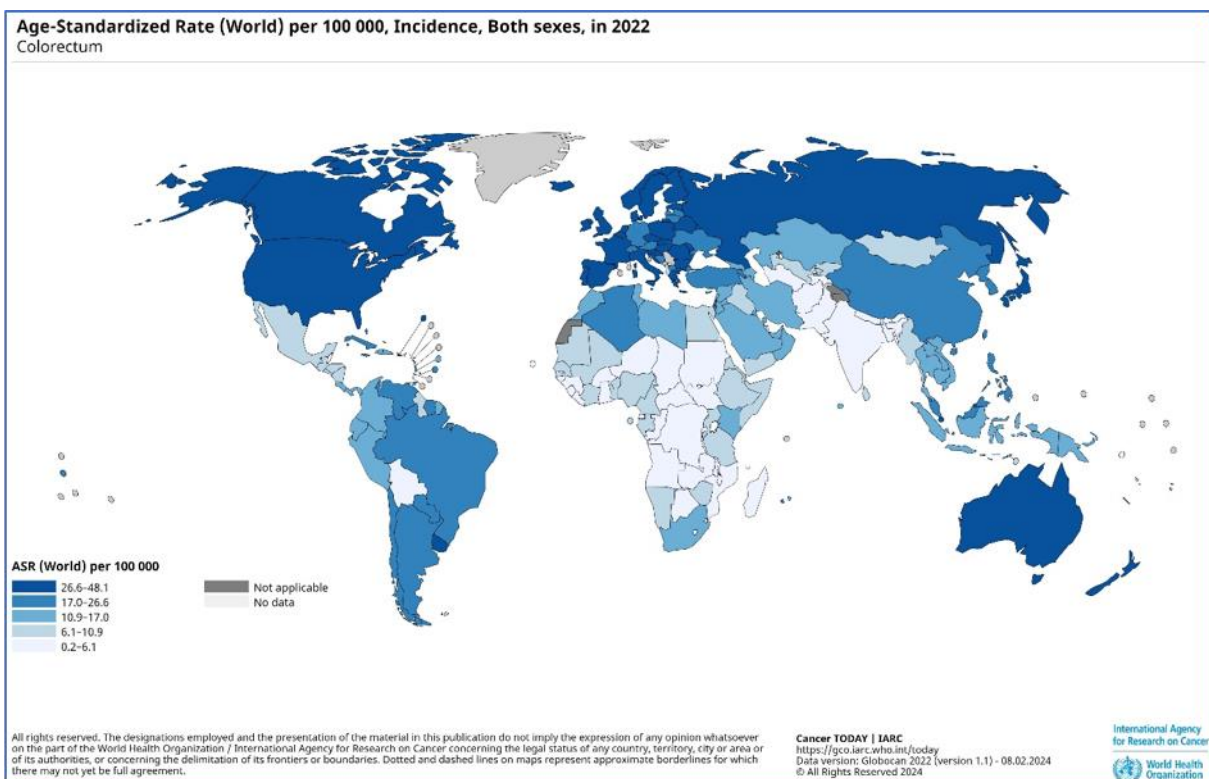 Age-Standardized Rate (World) per 100 000, Incidence, Both sexes, in 2022
Colorectum
ASR (World) per 100 000
26.6–48.1
17.0–26.6
10.9–17.0
6.1–10.9
0.2–6.1
Not applicable
No data
All rights reserved. The designations employed and the presentation of the material in this publication do not imply the expression of any opinion whatsoever
on the part of the World Health Organization / International Agency for Research on Cancer concerning the legal status of any country, territory, city or area or
of its authorities, or concerning the delimitation of its frontiers or boundaries. Dotted and dashed lines on maps represent approximate borderlines for which
there may not yet be full agreement.
Cancer TODAY | IARC
https://gco.iarc.who.int/today
Data version: Globocan 2022 (version 1.1) - 08.02.2024
© All Rights Reserved 2024
International Agency
for Research on Cancer
World Health
Organization